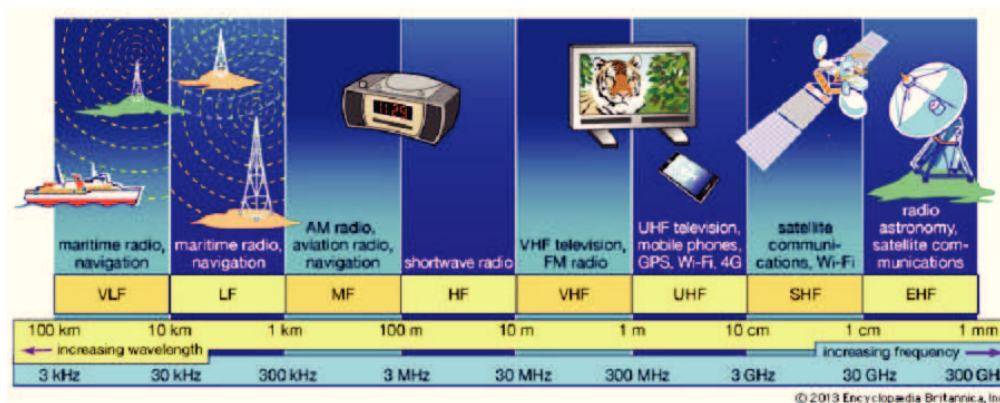 11:29
maritime radio,
navigation
maritime radio,
navigation
AM radio,
aviation radio,
navigation
shortwave radio
VHF television,
FM radio
UHF television,
mobile phones,
GPS, Wi-Fi, 4G
satellite
communi-
cations, Wi-Fi
radio
astronomy,
satellite com-
munications
VLF LF MF HF VHF UHF SHF EHF
100 km 10 km 1 km 100 m 10 m 1 m 10 cm 1 cm 1 mm
increasing wavelength increasing frequency
3 kHz 30 kHz 300 kHz 3 MHz 30 MHz 300 MHz 3 GHz 30 GHz 300 GH
© 2013 Encyclopædia Britannica, Inc